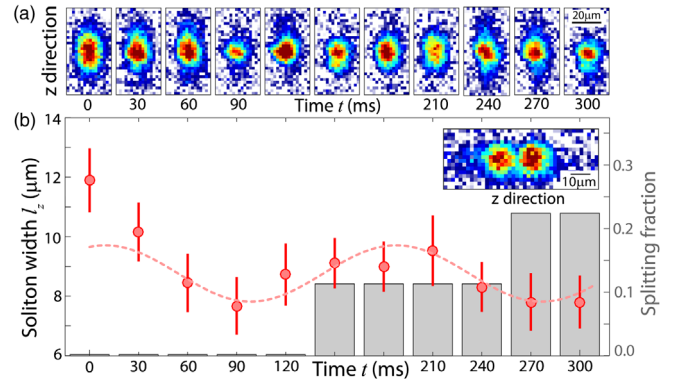 (a)
z direction
20μm
0 30 60 90 Time t (ms) 210 240 270 300
(b)
14
12
10
8
6
Soliton width l_z (μm)
z direction
10μm
0.3
0.2
0.1
0.0
Splitting fraction
0 30 60 90 120 Time t (ms) 210 240 270 300